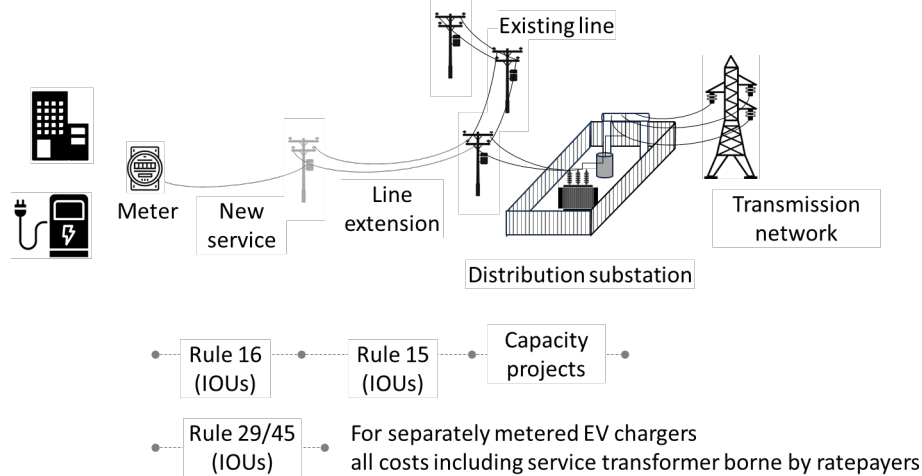 Existing line
Meter
New
service
Line
extension
Transmission
network
Distribution substation
Rule 16
(IOUs)
Rule 15
(IOUs)
Capacity
projects
Rule 29/45
(IOUs)
For separately metered EV chargers
all costs including service transformer borne by ratepayers